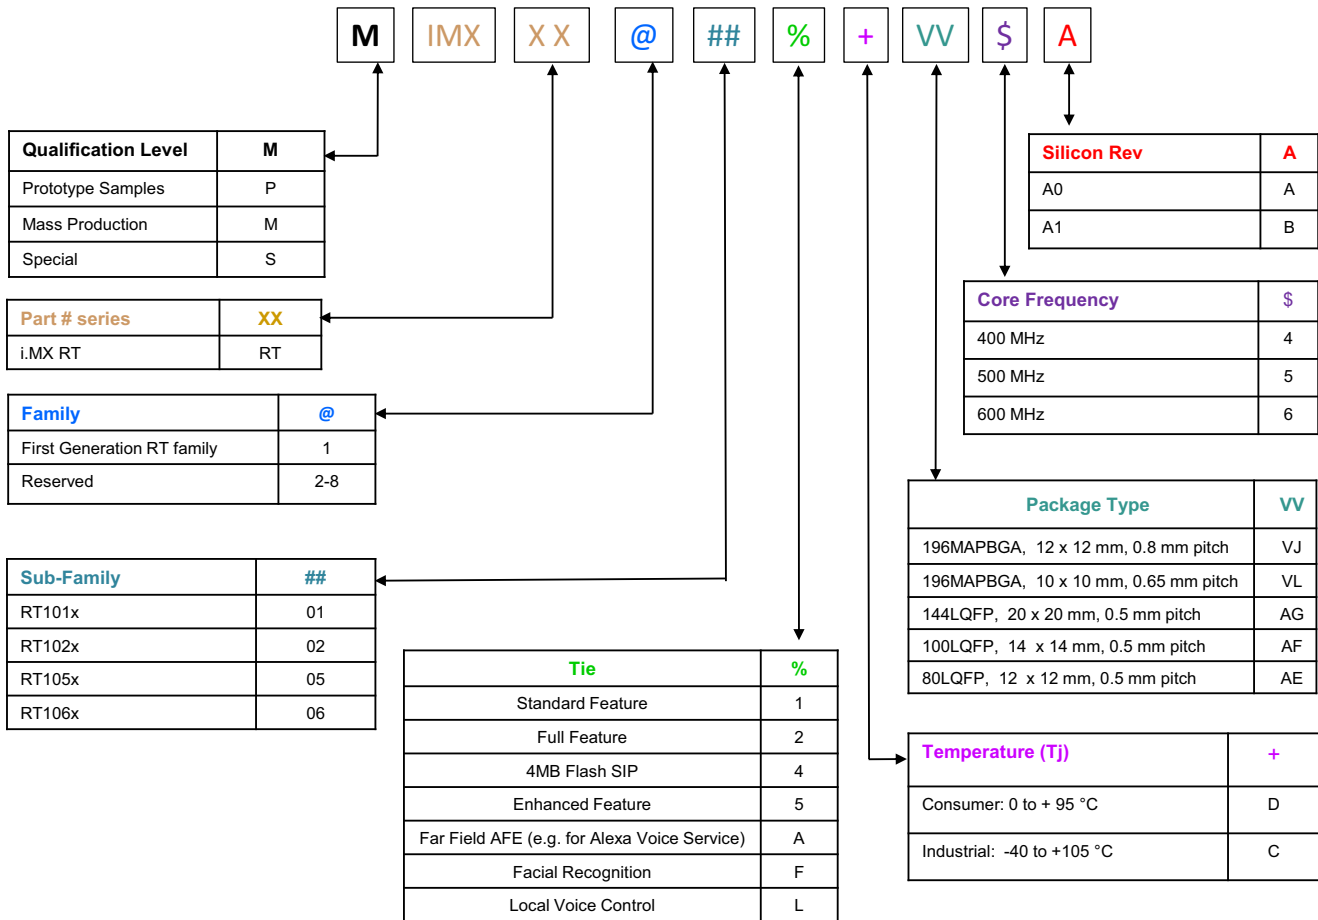 M IMX X X @ ## % + VV $ A
Qualification Level M
Prototype Samples P
Mass Production M
Special S
Part # series XX
i.MX RT RT
Family @
First Generation RT family 1
Reserved 2-8
Sub-Family ##
RT101x 01
RT102x 02
RT105x 05
RT106x 06
Tie %
Standard Feature 1
Full Feature 2
4MB Flash SIP 4
Enhanced Feature 5
Far Field AFE (e.g. for Alexa Voice Service) A
Facial Recognition F
Local Voice Control L
Silicon Rev A
A0 A
A1 B
Core Frequency $
400 MHz 4
500 MHz 5
600 MHz 6
Package Type VV
196MAPBGA, 12 x 12 mm, 0.8 mm pitch VJ
196MAPBGA, 10 x 10 mm, 0.65 mm pitch VL
144LQFP, 20 x 20 mm, 0.5 mm pitch AG
100LQFP, 14 x 14 mm, 0.5 mm pitch AF
80LQFP, 12 x 12 mm, 0.5 mm pitch AE
Temperature (Tj) +
Consumer: 0 to + 95 °C D
Industrial: -40 to +105 °C C